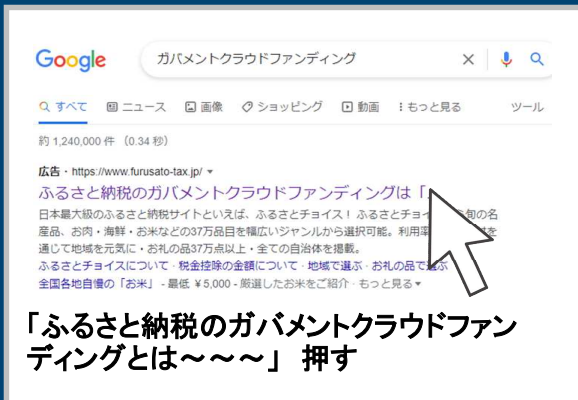 Google ガバメントクラウドファンディング
すべて ニュース 画像 ショッピング 動画 もっと見る ツール
約 1,240,000 件 (0.34 秒)
広告・https://www.furusato-tax.jp/
ふるさと納税のガバメントクラウドファンディングは「
日本最大級のふるさと納税サイトといえば、ふるさとチョイス！ ふるさとチョイ 旬の名
産品、お肉・海鮮・お米などの37万品目を幅広いジャンルから選択可能。利用率 を
通じて地域を元気に・お礼の品37万点以上・全ての自治体を掲載。
ふるさとチョイスについて・税金控除の金額について・地域で選ぶ・お礼の品で選ぶ
全国各地自慢の「お米」 - 最低 ¥5,000 - 厳選したお米をご紹介・もっと見る
「ふるさと納税のガバメントクラウドファン
ディングとは～～～」 押す